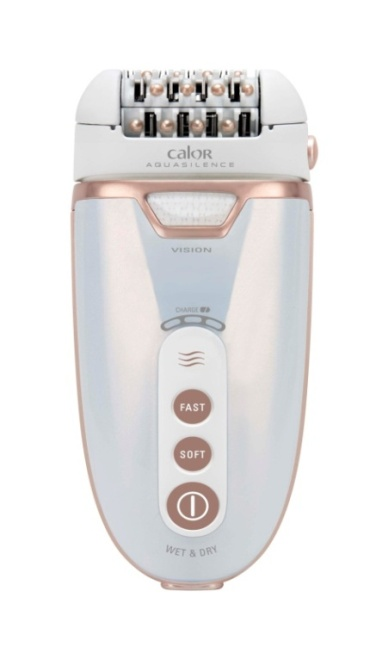 CalOR
AQUASILENCE
VISION
CHARGE
FAST
SOFT
WET & DRY